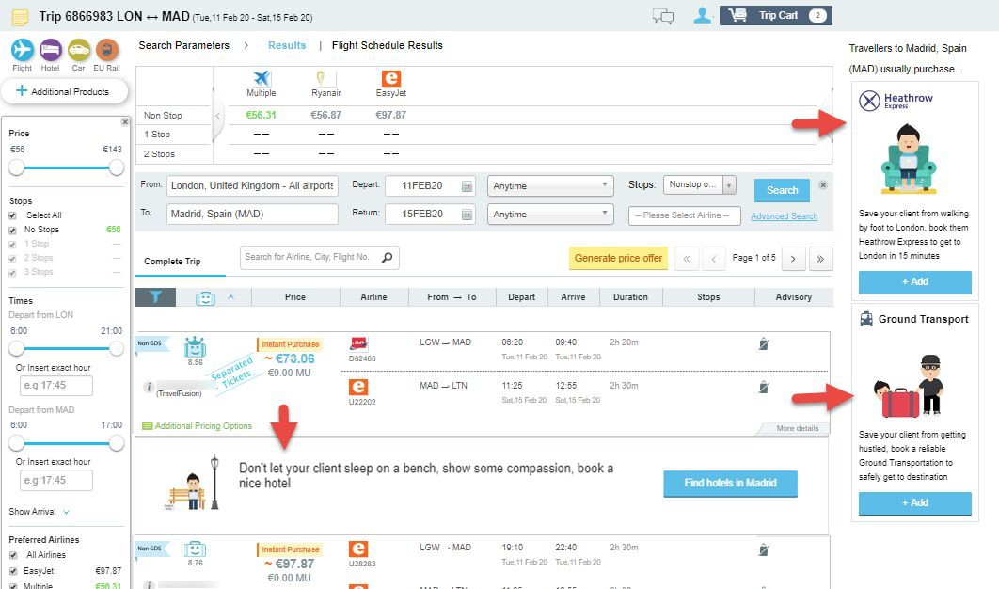 Trip 6866983 LON ↔ MAD (Tue,11 Feb 20 - Sat,15 Feb 20)
Trip Cart 2
Flight Hotel Car EU Rail
+ Additional Products
Search Parameters > Results | Flight Schedule Results
Multiple Ryanair EasyJet
Non Stop €56.31 €56.87 €97.87
1 Stop -- -- --
2 Stops -- -- --
Price
€56 €143
Stops
Select All
No Stops €56
1 Stop —
2 Stops —
3 Stops —
Times
Depart from LON
6:00 21:00
Or Insert exact hour
e.g 17:45
Depart from MAD
6:00 17:00
Or Insert exact hour
e.g 17:45
Show Arrival
Preferred Airlines
All Airlines
EasyJet €97.87
Multiple €56.31
From: London, United Kingdom - All airports Depart: 11FEB20 Anytime Stops: Nonstop o... Search
To: Madrid, Spain (MAD) Return: 15FEB20 Anytime -- Please Select Airline -- Advanced Search
Complete Trip Search for Airline, City, Flight No. Generate price offer « < Page 1 of 5 > »
Price Airline From → To Depart Arrive Duration Stops Advisory
Non GDS 8.96 Instant Purchase
~ €73.06
€0.00 MU
Separated
Tickets
(TravelFusion)
D82468 LGW → MAD 06:20 09:40 2h 20m
Tue,11 Feb 20 Tue,11 Feb 20
e U22202 MAD → LTN 11:25 12:55 2h 30m
Sat,15 Feb 20 Sat,15 Feb 20
Additional Pricing Options More details
Don't let your client sleep on a bench, show some compassion, book a
nice hotel
Find hotels in Madrid
Non GDS 8.76 Instant Purchase
~ €97.87
€0.00 MU
e U28283 LGW → MAD 19:10 22:40 2h 30m
Tue,11 Feb 20 Tue,11 Feb 20
Travellers to Madrid, Spain
(MAD) usually purchase...
Heathrow
Express
Save your client from walking
by foot to London, book them
Heathrow Express to get to
London in 15 minutes
+ Add
Ground Transport
Save your client from getting
hustled, book a reliable
Ground Transportation to
safely get to destination
+ Add